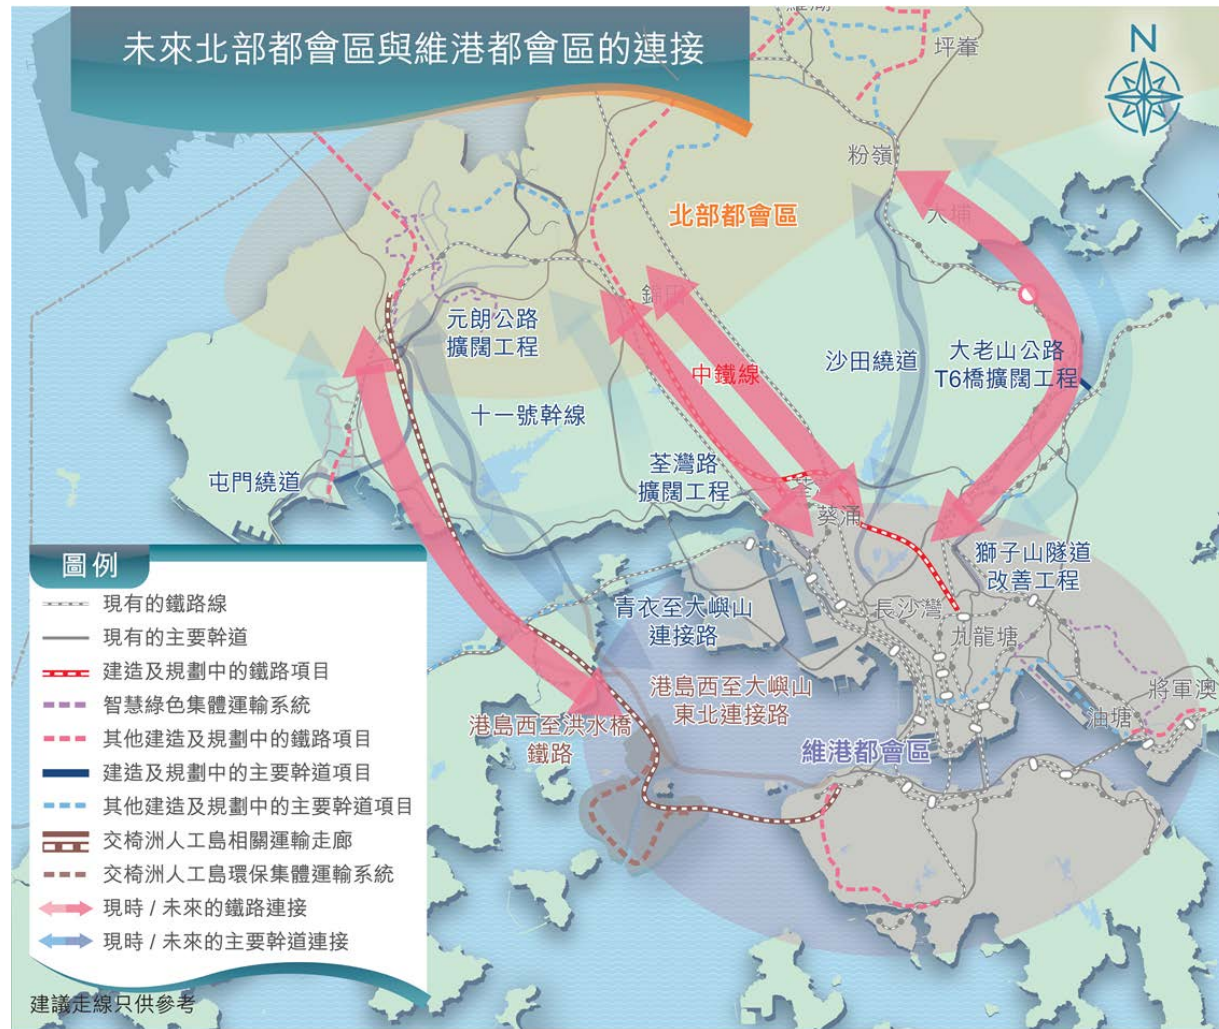 未來北部都會區與維港都會區的連接
N
坪輋
粉嶺
大埔
北部都會區
錦田
元朗公路
擴闊工程
中鐵線
沙田繞道
大老山公路
T6橋擴闊工程
十一號幹線
屯門繞道
荃灣路
擴闊工程
荃灣
葵涌
獅子山隧道
改善工程
青衣至大嶼山
連接路
長沙灣
九龍塘
港島西至大嶼山
東北連接路
將軍澳
油塘
港島西至洪水橋
鐵路
維港都會區
圖例
現有的鐵路線
現有的主要幹道
建造及規劃中的鐵路項目
智慧綠色集體運輸系統
其他建造及規劃中的鐵路項目
建造及規劃中的主要幹道項目
其他建造及規劃中的主要幹道項目
交椅洲人工島相關運輸走廊
交椅洲人工島環保集體運輸系統
現時 / 未來的鐵路連接
現時 / 未來的主要幹道連接
建議走線只供參考